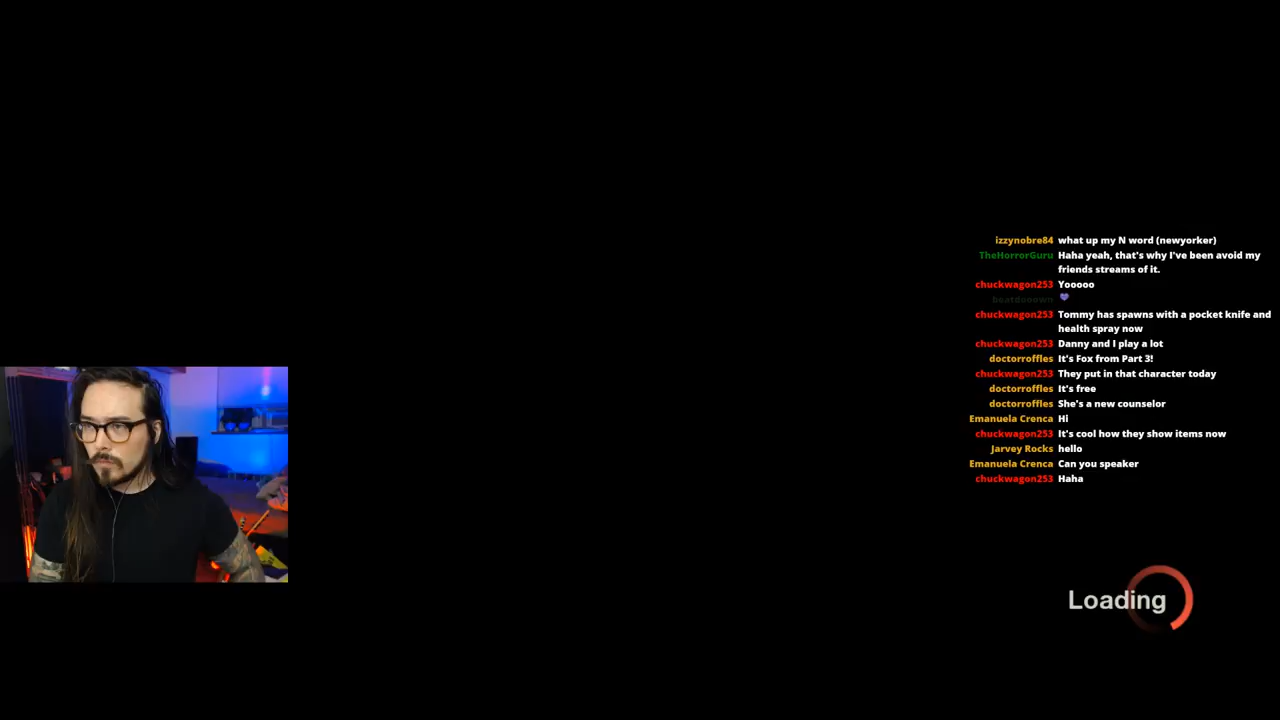 izzynobre84 what up my N word (newyorker)
TheHorrorGuru Haha yeah, that's why I've been avoid my
friends streams of it.
chuckwagon253 Yooooo
beatdooown 💜
chuckwagon253 Tommy has spawns with a pocket knife and
health spray now
chuckwagon253 Danny and I play a lot
doctorroffles It's Fox from Part 3!
chuckwagon253 They put in that character today
doctorroffles It's free
doctorroffles She's a new counselor
Emanuela Crenca Hi
chuckwagon253 It's cool how they show items now
Jarvey Rocks hello
Emanuela Crenca Can you speaker
chuckwagon253 Haha
Loading